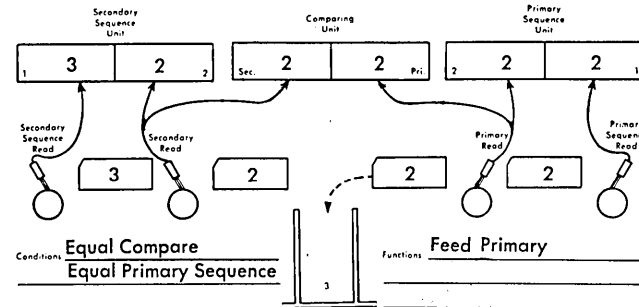 Secondary
Sequence
Unit
Comparing
Unit
Primary
Sequence
Unit
1 3 2 2
Sec. 2 2 Pri.
2 2 2 1
Secondary
Sequence
Read
Secondary
Read
Primary
Read
Primary
Sequence
Read
3 2 2 2
Conditions Equal Compare
Equal Primary Sequence
3
Functions Feed Primary